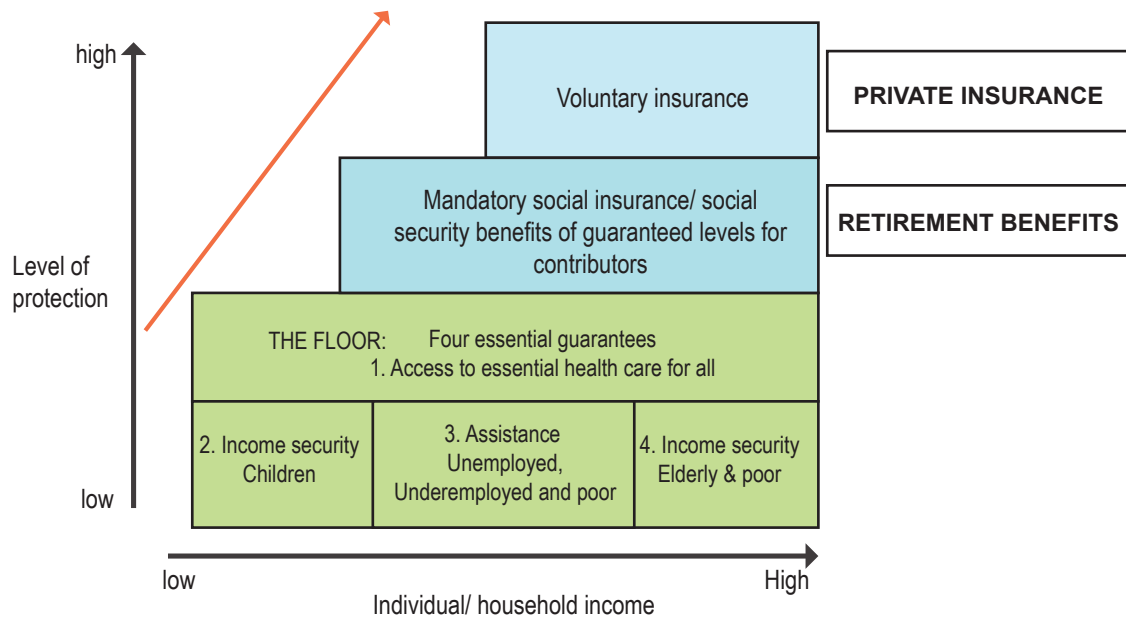 high
Voluntary insurance
PRIVATE INSURANCE
Mandatory social insurance/ social
security benefits of guaranteed levels for
contributors
RETIREMENT BENEFITS
Level of
protection
THE FLOOR: Four essential guarantees
1. Access to essential health care for all
2. Income security
Children
3. Assistance
Unemployed,
Underemployed and poor
4. Income security
Elderly & poor
low
low
High
Individual/ household income